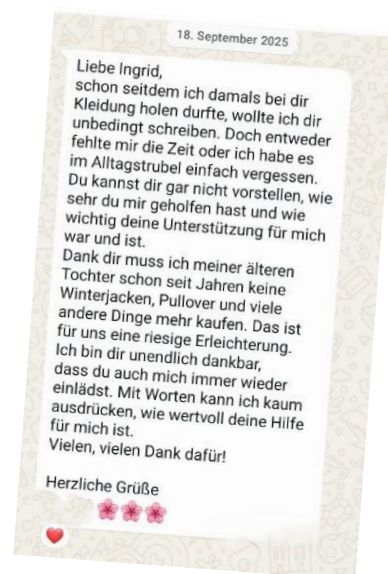 18. September 2025
Liebe Ingrid,
schon seitdem ich damals bei dir
Kleidung holen durfte, wollte ich dir
unbedingt schreiben. Doch entweder
fehlte mir die Zeit oder ich habe es
im Alltagstrubel einfach vergessen.
Du kannst dir gar nicht vorstellen, wie
sehr du mir geholfen hast und wie
wichtig deine Unterstützung für mich
war und ist.
Dank dir muss ich meiner älteren
Tochter schon seit Jahren keine
Winterjacken, Pullover und viele
andere Dinge mehr kaufen. Das ist
für uns eine riesige Erleichterung.
Ich bin dir unendlich dankbar,
dass du auch mich immer wieder
einlädst. Mit Worten kann ich kaum
ausdrücken, wie wertvoll deine Hilfe
für mich ist.
Vielen, vielen Dank dafür!
Herzliche Grüße
🌸🌸🌸
❤️